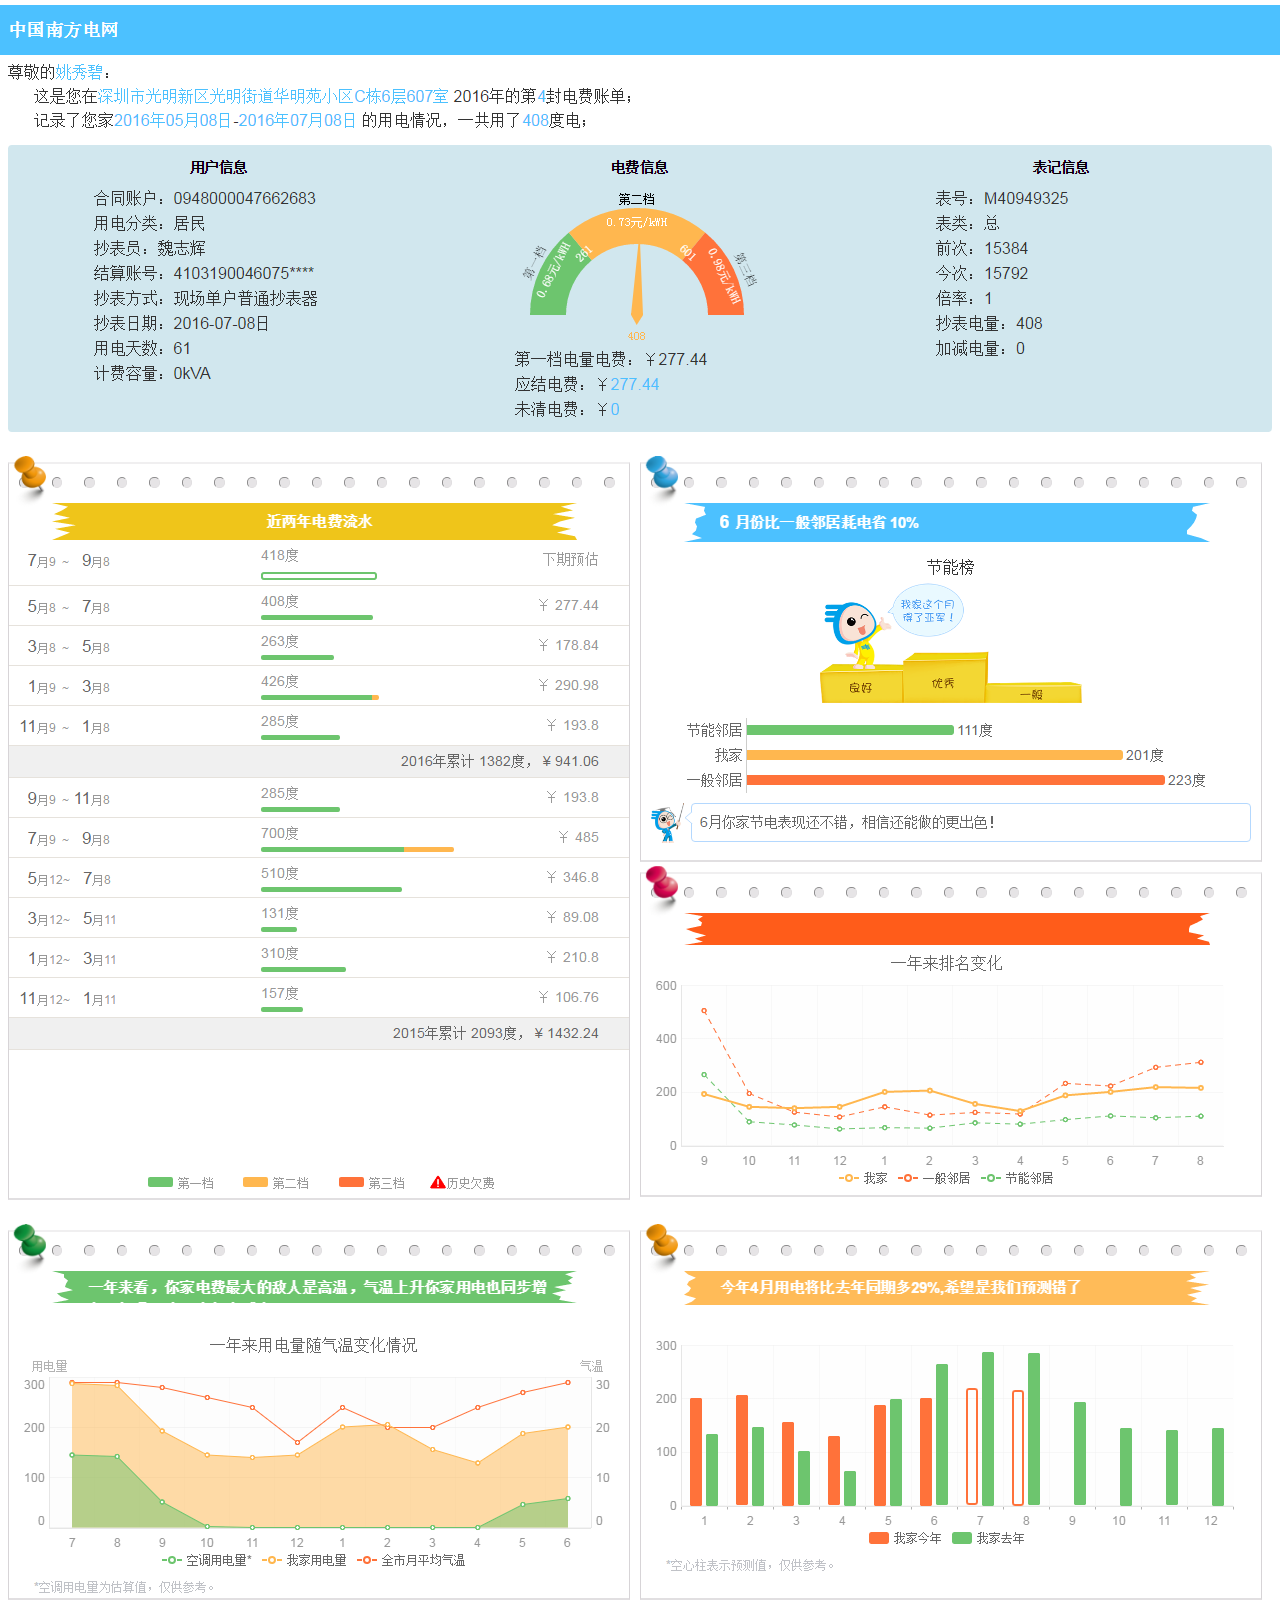 中国南方电网
尊敬的姚秀碧：
这是您在深圳市光明新区光明街道华明苑小区C栋6层607室 2016年的第4封电费账单；
记录了您家2016年05月08日-2016年07月08日 的用电情况，一共用了408度电；
用户信息
合同账户：0948000047662683
用电分类：居民
抄表员：魏志辉
结算账号：4103190046075****
抄表方式：现场单户普通抄表器
抄表日期：2016-07-08日
用电天数：61
计费容量：0kVA
电费信息
第二档
0.73元/kWH
第一档
0.68元/kWH
261
601
0.98元/kWH
第三档
408
第一档电量电费：￥277.44
应结电费：￥277.44
未清电费：￥0
表记信息
表号：M40949325
表类：总
前次：15384
今次：15792
倍率：1
抄表电量：408
加减电量：0
近两年电费流水
7月9 ~ 9月8 418度 下期预估
5月8 ~ 7月8 408度 ￥ 277.44
3月8 ~ 5月8 263度 ￥ 178.84
1月9 ~ 3月8 426度 ￥ 290.98
11月9 ~ 1月8 285度 ￥ 193.8
2016年累计 1382度，￥941.06
9月9 ~ 11月8 285度 ￥ 193.8
7月9 ~ 9月8 700度 ￥ 485
5月12~ 7月8 510度 ￥ 346.8
3月12~ 5月11 131度 ￥ 89.08
1月12~ 3月11 310度 ￥ 210.8
11月12~ 1月11 157度 ￥ 106.76
2015年累计 2093度，￥1432.24
第一档 第二档 第三档 历史欠费
6 月份比一般邻居耗电省 10%
节能榜
我家这个月
得了亚军！
良好 优秀 一般
节能邻居 111度
我家 201度
一般邻居 223度
6月你家节电表现还不错，相信还能做的更出色！
一年来排名变化
600
400
200
0
9 10 11 12 1 2 3 4 5 6 7 8
我家 一般邻居 节能邻居
一年来看，你家电费最大的敌人是高温，气温上升你家用电也同步增
一年来用电量随气温变化情况
用电量 气温
300 30
200 20
100 10
0 0
7 8 9 10 11 12 1 2 3 4 5 6
空调用电量* 我家用电量 全市月平均气温
*空调用电量为估算值，仅供参考。
今年4月用电将比去年同期多29%,希望是我们预测错了
300
200
100
0
1 2 3 4 5 6 7 8 9 10 11 12
我家今年 我家去年
*空心柱表示预测值，仅供参考。